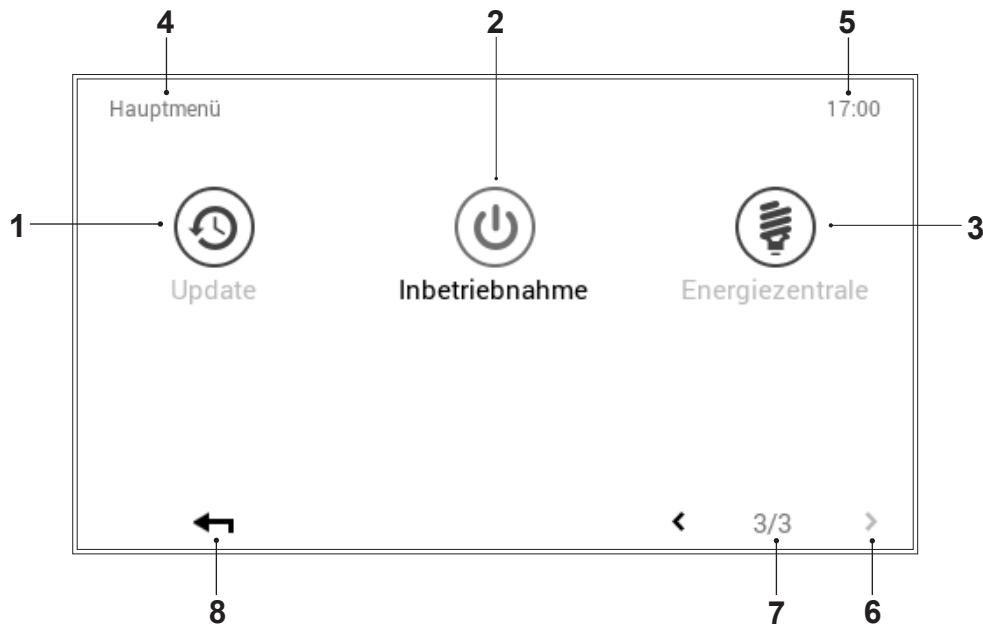 4 2 5
Hauptmenü 17:00
1 3
Update Inbetriebnahme Energiezentrale
3/3
8 7 6